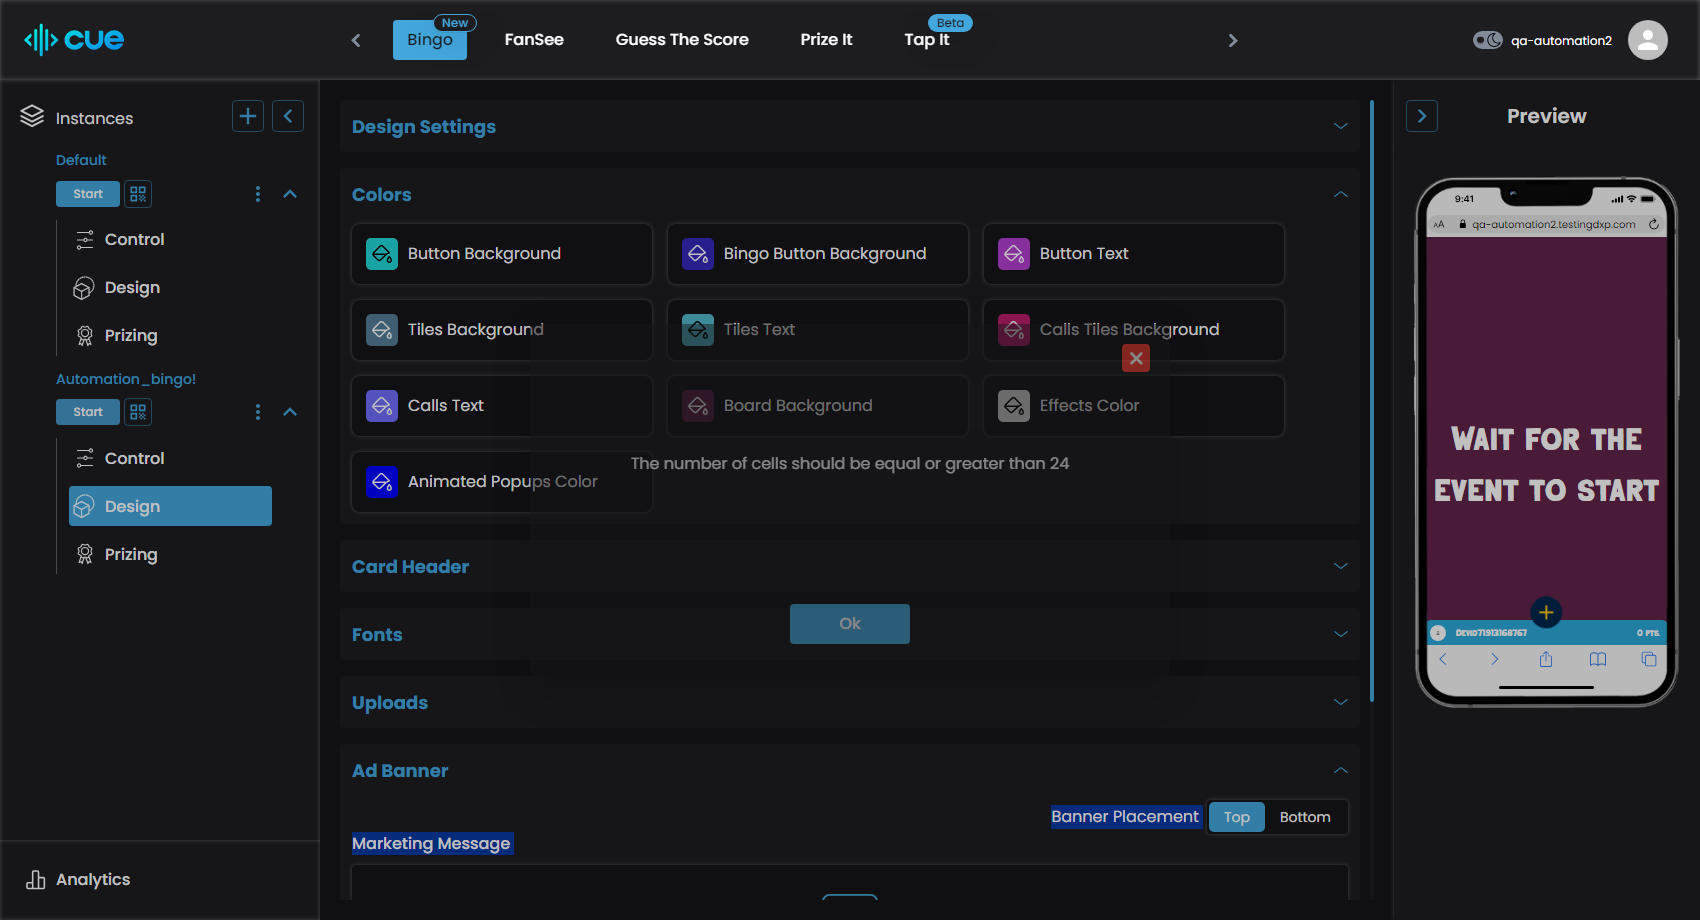 cue
Bingo
New
FanSee
Guess The Score
Prize It
Tap It
Beta
qa-automation2
Instances
Default
Start
Control
Design
Prizing
Automation_bingo!
Start
Control
Design
Prizing
Analytics
Design Settings
Colors
Button Background
Bingo Button Background
Button Text
Tiles Background
Tiles Text
Calls Tiles Background
Calls Text
Board Background
Effects Color
Animated Popups Color
The number of cells should be equal or greater than 24
Ok
Card Header
Fonts
Uploads
Ad Banner
Banner Placement
Top
Bottom
Marketing Message
Preview
9:41
AA
qa-automation2.testingdxp.com
WAIT FOR THE
EVENT TO START
Devid71913168767
0 PTS.